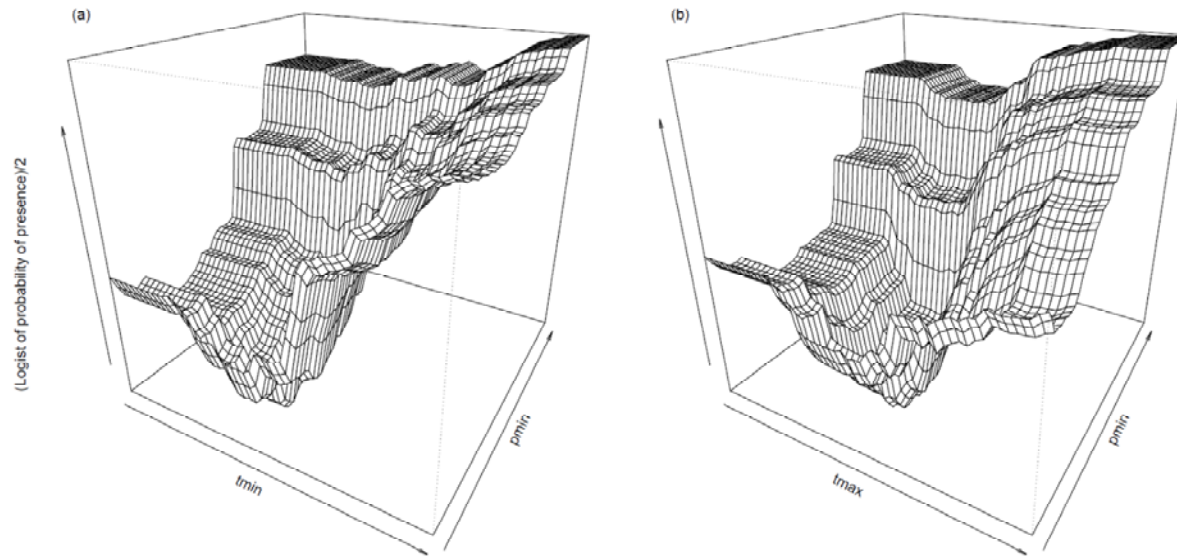 (a)
(b)
(Logist of probability of presence)/2
tmin
pmin
tmax
pmin